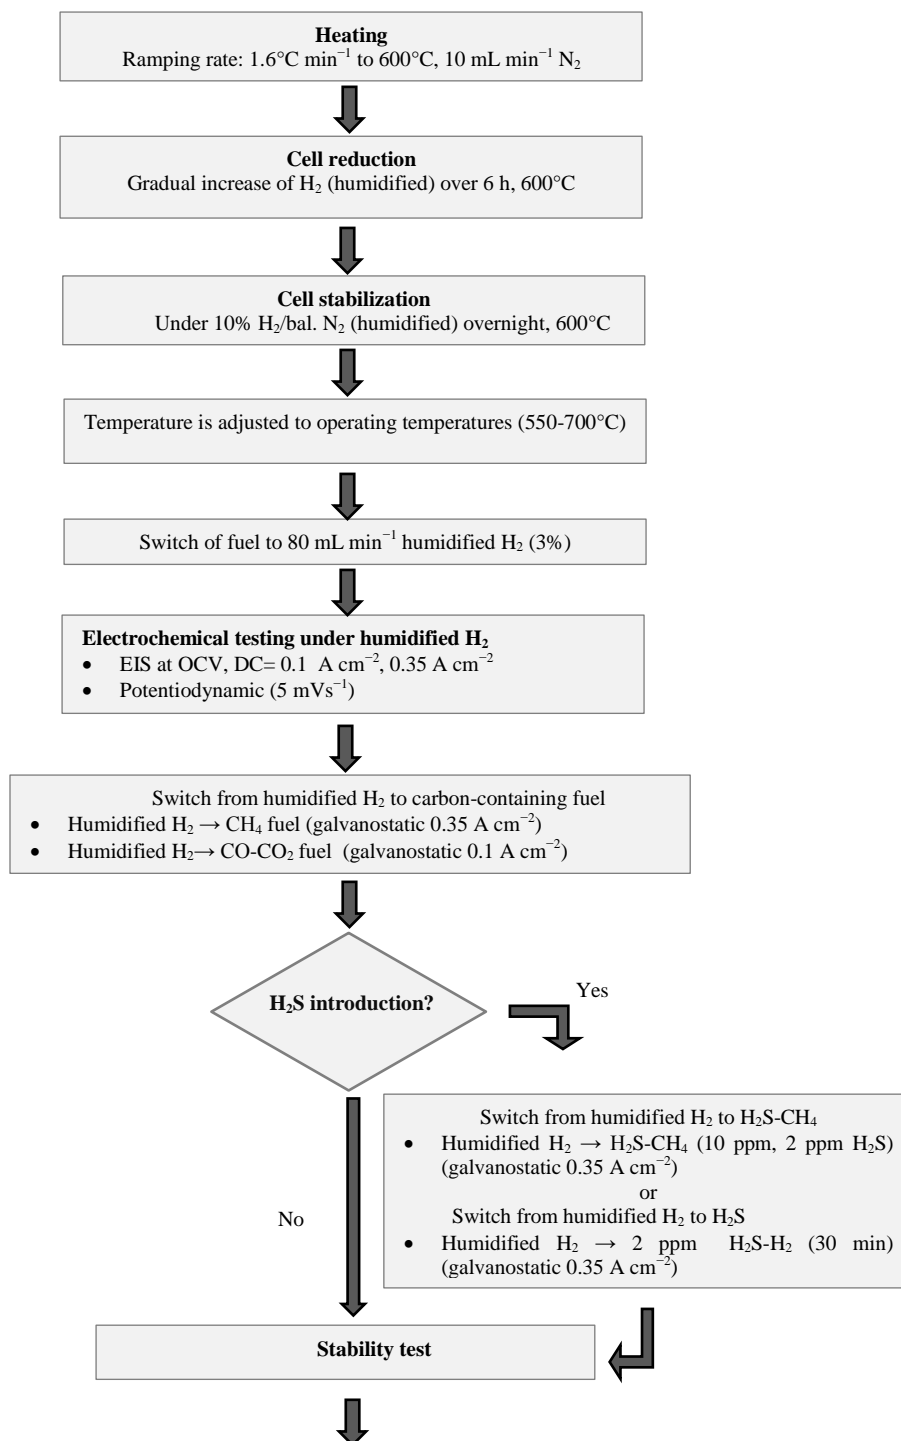 Heating
Ramping rate: 1.6°C min⁻¹ to 600°C, 10 mL min⁻¹ N₂
Cell reduction
Gradual increase of H₂ (humidified) over 6 h, 600°C
Cell stabilization
Under 10% H₂/bal. N₂ (humidified) overnight, 600°C
Temperature is adjusted to operating temperatures (550-700°C)
Switch of fuel to 80 mL min⁻¹ humidified H₂ (3%)
Electrochemical testing under humidified H₂
• EIS at OCV, DC= 0.1 A cm⁻², 0.35 A cm⁻²
• Potentiodynamic (5 mVs⁻¹)
Switch from humidified H₂ to carbon-containing fuel
• Humidified H₂ → CH₄ fuel (galvanostatic 0.35 A cm⁻²)
• Humidified H₂→ CO-CO₂ fuel (galvanostatic 0.1 A cm⁻²)
H₂S introduction?
Yes
Switch from humidified H₂ to H₂S-CH₄
• Humidified H₂ → H₂S-CH₄ (10 ppm, 2 ppm H₂S)
(galvanostatic 0.35 A cm⁻²)
or
Switch from humidified H₂ to H₂S
• Humidified H₂ → 2 ppm H₂S-H₂ (30 min)
(galvanostatic 0.35 A cm⁻²)
No
Stability test